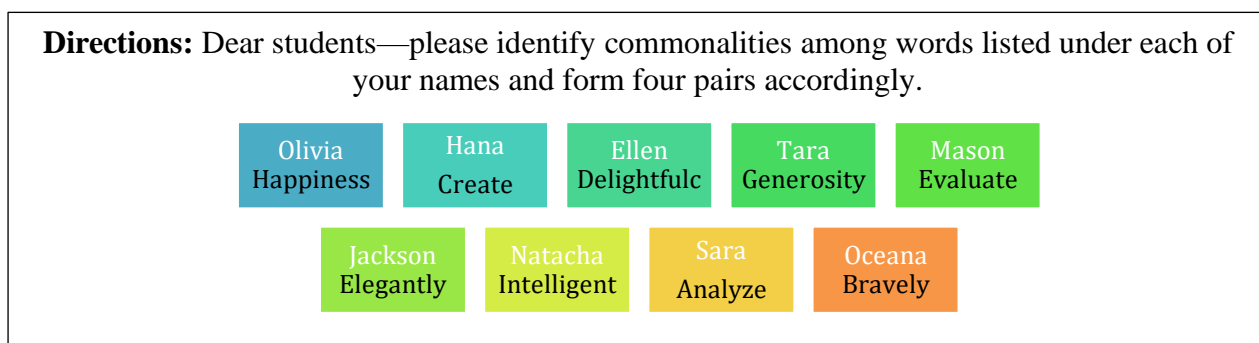 Directions: Dear students—please identify commonalities among words listed under each of
your names and form four pairs accordingly.
Olivia Hana Ellen Tara Mason
Happiness Create Delightfulc Generosity Evaluate
Jackson Natacha Sara Oceana
Elegantly Intelligent Analyze Bravely